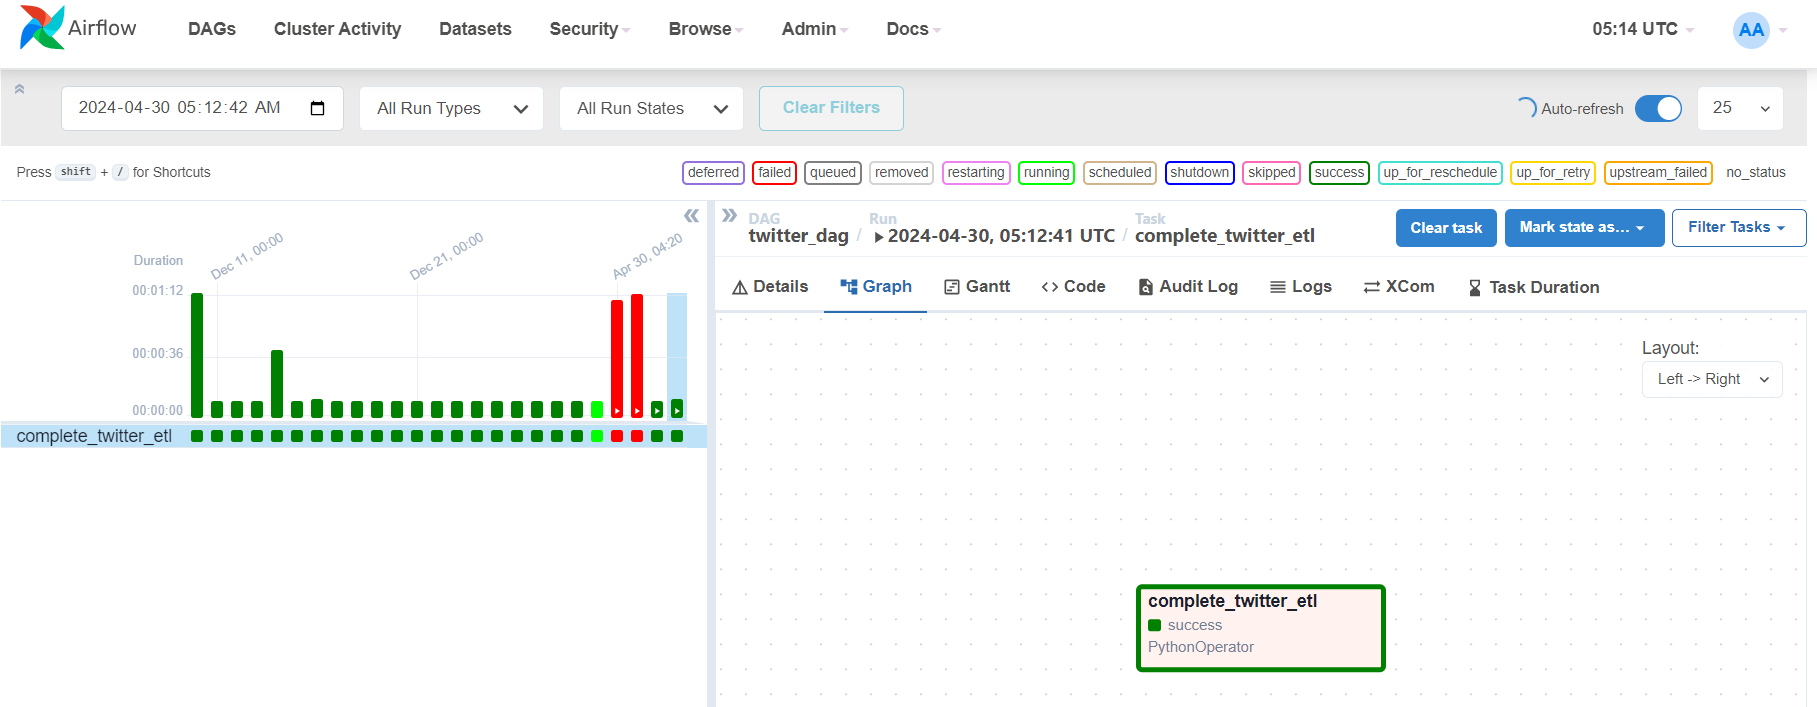 Airflow DAGs Cluster Activity Datasets Security Browse Admin Docs 05:14 UTC AA
2024-04-30 05:12:42 AM All Run Types All Run States Clear Filters Auto-refresh 25
Press shift + / for Shortcuts deferred failed queued removed restarting running scheduled shutdown skipped success up_for_reschedule up_for_retry upstream_failed no_status
Duration
Dec 11, 00:00
Dec 21, 00:00
Apr 30, 04:20
00:01:12
00:00:36
00:00:00
complete_twitter_etl
DAG Run Task
twitter_dag / 2024-04-30, 05:12:41 UTC / complete_twitter_etl
Clear task Mark state as... Filter Tasks
Details Graph Gantt Code Audit Log Logs XCom Task Duration
Layout:
Left -> Right
complete_twitter_etl
success
PythonOperator